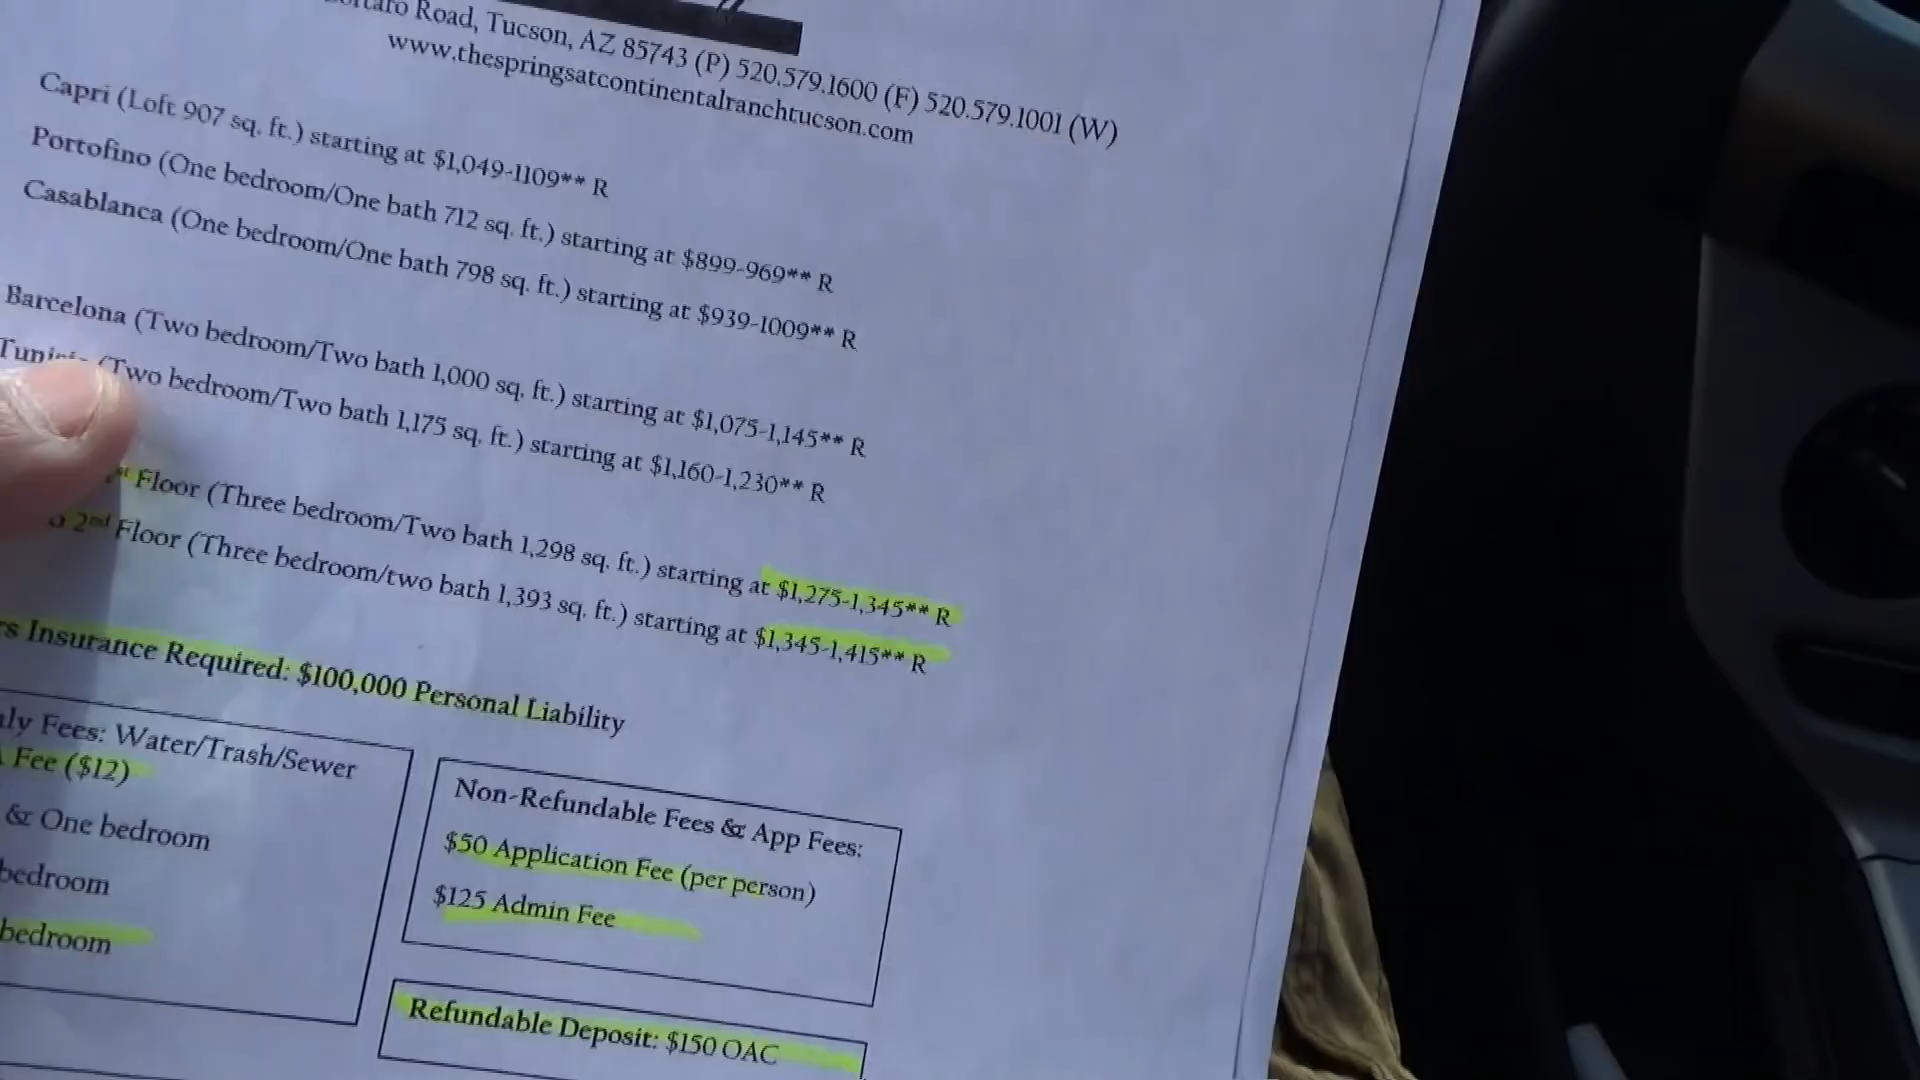 Road, Tucson, AZ 85743 (P) 520.579.1600 (F) 520.579.1001 (W)
www.thespringsatcontinentalranchtucson.com
Capri (Loft 907 sq. ft.) starting at $1,049-1109** R
Portofino (One bedroom/One bath 712 sq. ft.) starting at $899-969** R
Casablanca (One bedroom/One bath 798 sq. ft.) starting at $939-1009** R
Barcelona (Two bedroom/Two bath 1,000 sq. ft.) starting at $1,075-1,145** R
(Two bedroom/Two bath 1,175 sq. ft.) starting at $1,160-1,230** R
Floor (Three bedroom/Two bath 1,298 sq. ft.) starting at $1,275-1,345** R
2nd Floor (Three bedroom/two bath 1,393 sq. ft.) starting at $1,345-1,415** R
Insurance Required: $100,000 Personal Liability
Fees: Water/Trash/Sewer
Fee ($12)
& One bedroom
bedroom
bedroom
Non-Refundable Fees & App Fees:
$50 Application Fee (per person)
$125 Admin Fee
Refundable Deposit: $150 OAC